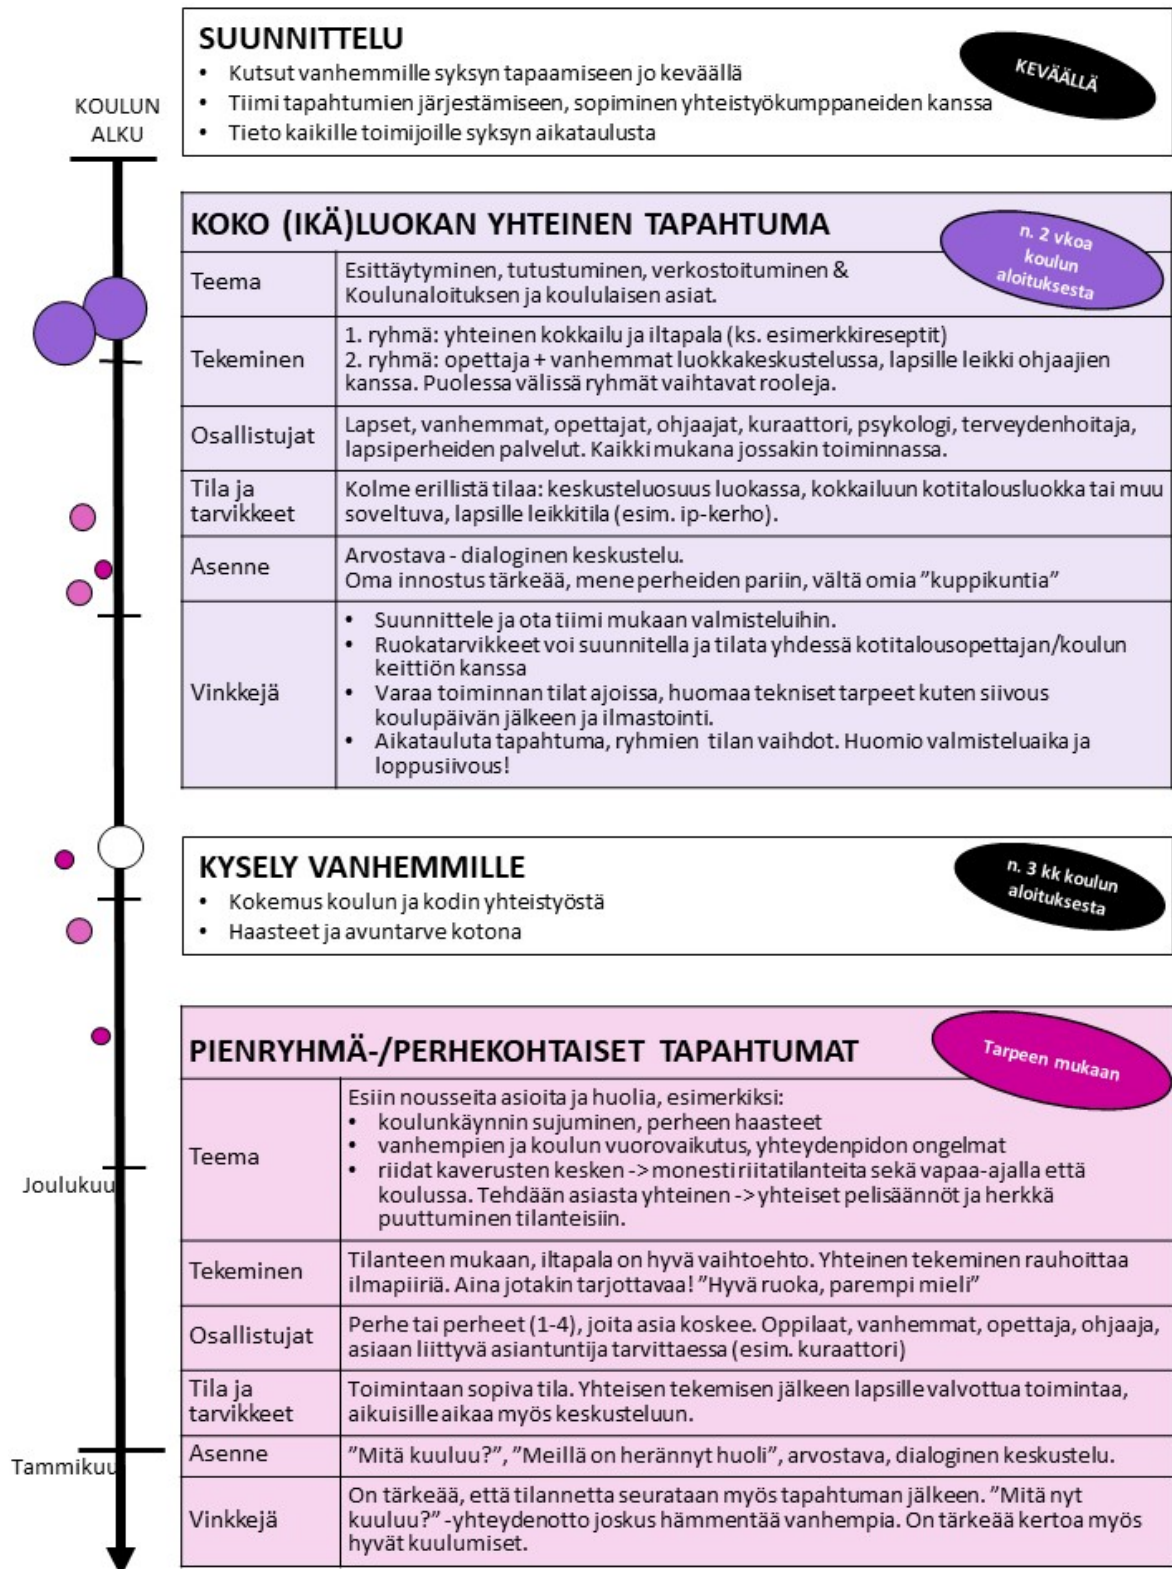 SUUNNITTELU
• Kutsut vanhemmille syksyn tapaamiseen jo keväällä
• Tiimi tapahtumien järjestämiseen, sopiminen yhteistyökumppaneiden kanssa
• Tieto kaikille toimijoille syksyn aikataulusta
KEVÄÄLLÄ
KOULUN
ALKU
KOKO (IKÄ)LUOKAN YHTEINEN TAPAHTUMA
n. 2 vkoa
koulun
aloituksesta
Teema
Esittäytyminen, tutustuminen, verkostoituminen &
Koulunaloituksen ja koululaisen asiat.
Tekeminen
1. ryhmä: yhteinen kokkailu ja iltapala (ks. esimerkkireseptit)
2. ryhmä: opettaja + vanhemmat luokkakeskustelussa, lapsille leikki ohjaajien
kanssa. Puolessa välissä ryhmät vaihtavat rooleja.
Osallistujat
Lapset, vanhemmat, opettajat, ohjaajat, kuraattori, psykologi, terveydenhoitaja,
lapsiperheiden palvelut. Kaikki mukana jossakin toiminnassa.
Tila ja
tarvikkeet
Kolme erillistä tilaa: keskusteluosuus luokassa, kokkailuun kotitalousluokka tai muu
soveltuva, lapsille leikkitila (esim. ip-kerho).
Asenne
Arvostava - dialoginen keskustelu.
Oma innostus tärkeää, mene perheiden pariin, vältä omia ”kuppikuntia”
Vinkkejä
• Suunnittele ja ota tiimi mukaan valmisteluihin.
• Ruokatarvikkeet voi suunnitella ja tilata yhdessä kotitalousopettajan/koulun
keittiön kanssa
• Varaa toiminnan tilat ajoissa, huomaa tekniset tarpeet kuten siivous
koulupäivän jälkeen ja ilmastointi.
• Aikatauluta tapahtuma, ryhmien tilan vaihdot. Huomio valmisteluaika ja
loppusiivous!
KYSELY VANHEMMILLE
• Kokemus koulun ja kodin yhteistyöstä
• Haasteet ja avuntarve kotona
n. 3 kk koulun
aloituksesta
PIENRYHMÄ-/PERHEKOHTAISET TAPAHTUMAT
Tarpeen mukaan
Teema
Esiin nousseita asioita ja huolia, esimerkiksi:
• koulunkäynnin sujuminen, perheen haasteet
• vanhempien ja koulun vuorovaikutus, yhteydenpidon ongelmat
• riidat kaverusten kesken -> monesti riitatilanteita sekä vapaa-ajalla että
koulussa. Tehdään asiasta yhteinen -> yhteiset pelisäännöt ja herkkä
puuttuminen tilanteisiin.
Joulukuu
Tekeminen
Tilanteen mukaan, iltapala on hyvä vaihtoehto. Yhteinen tekeminen rauhoittaa
ilmapiiriä. Aina jotakin tarjottavaa! ”Hyvä ruoka, parempi mieli”
Osallistujat
Perhe tai perheet (1-4), joita asia koskee. Oppilaat, vanhemmat, opettaja, ohjaaja,
asiaan liittyvä asiantuntija tarvittaessa (esim. kuraattori)
Tila ja
tarvikkeet
Toimintaan sopiva tila. Yhteisen tekemisen jälkeen lapsille valvottua toimintaa,
aikuisille aikaa myös keskusteluun.
Asenne
”Mitä kuuluu?”, ”Meillä on herännyt huoli”, arvostava, dialoginen keskustelu.
Tammikuu
Vinkkejä
On tärkeää, että tilannetta seurataan myös tapahtuman jälkeen. ”Mitä nyt
kuuluu?” -yhteydenotto joskus hämmentää vanhempia. On tärkeää kertoa myös
hyvät kuulumiset.